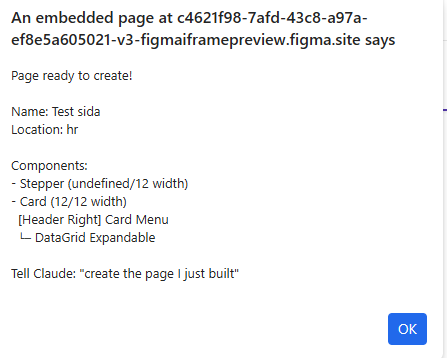 An embedded page at c4621f98-7afd-43c8-a97a-
ef8e5a605021-v3-figmaiframepreview.figma.site says
Page ready to create!
Name: Test sida
Location: hr
Components:
- Stepper (undefined/12 width)
- Card (12/12 width)
[Header Right] Card Menu
└─ DataGrid Expandable
Tell Claude: "create the page I just built"
OK